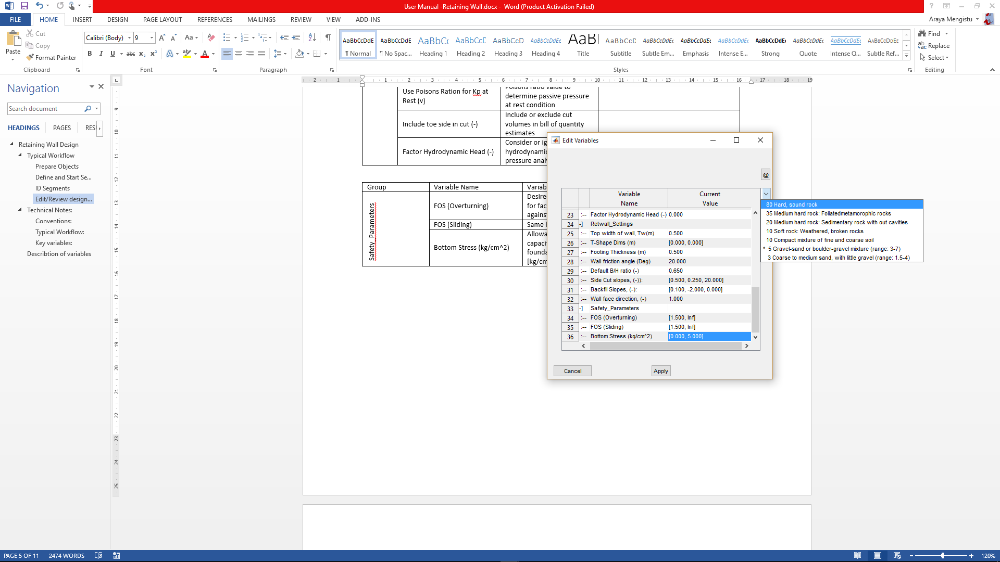 User Manual -Retaining Wall.docx - Word (Product Activation Failed)
FILE HOME INSERT DESIGN PAGE LAYOUT REFERENCES MAILINGS REVIEW VIEW ADD-INS
Araya Mengistu
Paste
Cut
Copy
Format Painter
Clipboard
Calibri (Body) 9
Font
Paragraph
AaBbCcDdE AaBbCcDdE AaBbCc AaBbCcD AaBbCcD AaBbCcDdEe AaBl AaBbCcD AaBbCcDdEe AaBbCcDdEe AaBbCcDdEe AaBbCcDdEe AaBbCcDdEe AaBbCcDdEe AaBbCcDdEe
¶ Normal ¶ No Spac... Heading 1 Heading 2 Heading 3 Heading 4 Title Subtitle Subtle Em... Emphasis Intense E... Strong Quote Intense Q... Subtle Ref...
Styles
Find
Replace
Select
Editing
Navigation
Search document
HEADINGS PAGES RESU
Retaining Wall Design
Typical Workflow
Prepare Objects
Define and Start Se...
ID Segments
Edit/Review design...
Technical Notes:
Conventions:
Typical Workflow:
Key variables:
Describtion of variables
2 1 1 2 3 4 5 6 7 8 9 10 11 12 13 14 15 16 17 18 19
9
10
11
12
13
14
15
16
17
18
19
20
21
22
23
24
25
Use Poisons Ration for Kp at
Rest (v)
Poisons ratio value to
determine passive pressure
at rest condition
Include toe side in cut (-)
Include or exclude cut
volumes in bill of quantity
estimates
Factor Hydrodynamic Head (-)
Consider or ig
hydrodynamic
pressure anal
Group Variable Name Variab
Safety_Parameters
FOS (Overturning)
Desire
for fac
agains
FOS (Sliding) Same
Bottom Stress (kg/cm^2)
Allowa
capaci
founda
[kg/cm
Edit Variables
@
Variable Name
Current Value
23 :-- Factor Hydrodynamic Head (-) 0.000
24 -] Retwall_Settings
25 :-- Top width of wall, Tw(m) 0.500
26 :-- T-Shape Dims (m) [0.000, 0.000]
27 :-- Footing Thickness (m) 0.500
28 :-- Wall friction angle (Deg) 20.000
29 :-- Default B/H ratio (-) 0.650
30 :-- Side Cut slopes, (-)): [0.500, 0.250, 20.000]
31 :-- Backfil Slopes, (-): [0.100, -2.000, 0.000]
32 :-- Wall face direction, (-) 1.000
33 -] Safety_Parameters
34 :-- FOS (Overturning) [1.500, Inf]
35 :-- FOS (Sliding) [1.500, Inf]
36 :-- Bottom Stress (kg/cm^2) [0.000, 5.000]
Cancel Apply
80 Hard, sound rock
35 Medium hard rock: Foliatedmetamorophic rocks
20 Medium hard rock: Sedimentary rock with out cavities
10 Soft rock: Weathered, broken rocks
10 Compact mixture of fine and coarse soil
* 5 Gravel-sand or boulder-gravel mixture (range: 3-7)
3 Coarse to medium sand, with little gravel (range: 1.5-4)
PAGE 5 OF 11 2474 WORDS 120%